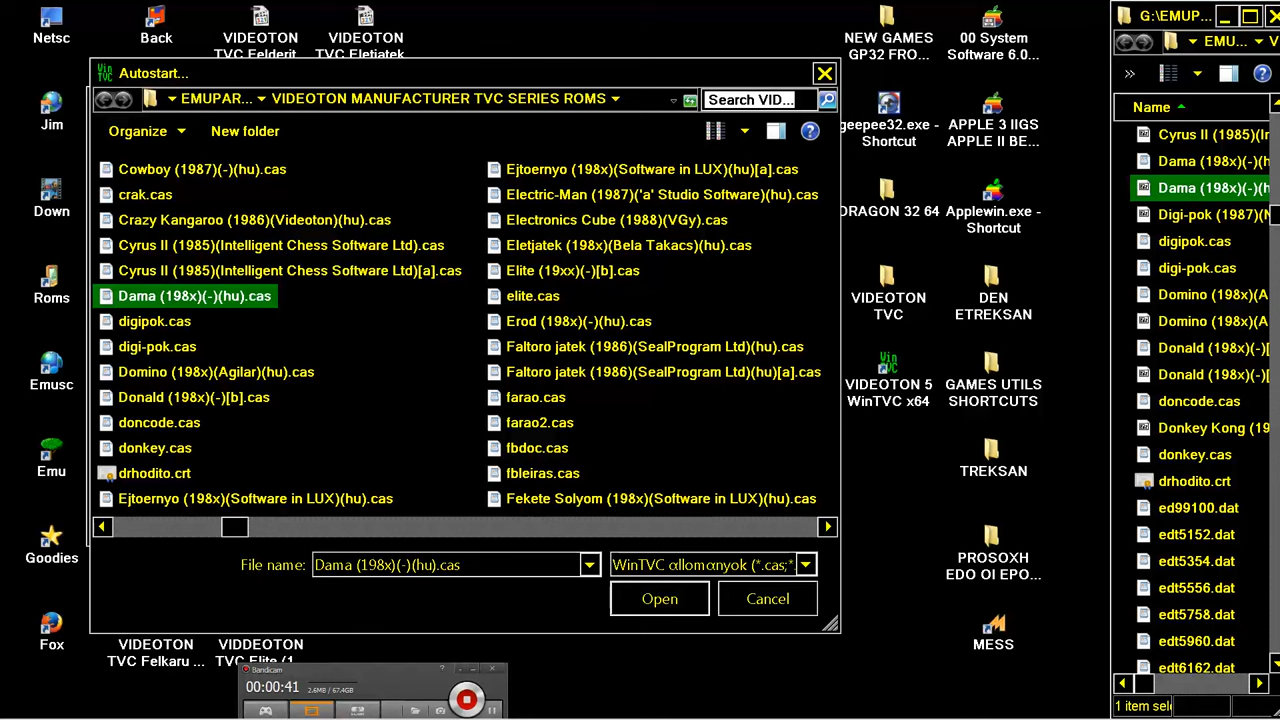 Netsc
Back
VIDEOTON
TVC Felderit...
VIDEOTON
TVC Eletjatek...
NEW GAMES
GP32 FRO...
00 System
Software 6.0...
G:\EMUP...
EMU...
Autostart...
EMUPAR...
VIDEOTON MANUFACTURER TVC SERIES ROMS
Search VID...
Organize
New folder
Name
Cowboy (1987)(-)(hu).cas
crak.cas
Crazy Kangaroo (1986)(Videoton)(hu).cas
Cyrus II (1985)(Intelligent Chess Software Ltd).cas
Cyrus II (1985)(Intelligent Chess Software Ltd)[a].cas
Dama (198x)(-)(hu).cas
digipok.cas
digi-pok.cas
Domino (198x)(Agilar)(hu).cas
Donald (198x)(-)[b].cas
doncode.cas
donkey.cas
drhodito.crt
Ejtoernyo (198x)(Software in LUX)(hu).cas
Ejtoernyo (198x)(Software in LUX)(hu)[a].cas
Electric-Man (1987)('a' Studio Software)(hu).cas
Electronics Cube (1988)(VGy).cas
Eletjatek (198x)(Bela Takacs)(hu).cas
Elite (19xx)(-)[b].cas
elite.cas
Erod (198x)(-)(hu).cas
Faltoro jatek (1986)(SealProgram Ltd)(hu).cas
Faltoro jatek (1986)(SealProgram Ltd)(hu)[a].cas
farao.cas
farao2.cas
fbdoc.cas
fbleiras.cas
Fekete Solyom (198x)(Software in LUX)(hu).cas
File name:
Dama (198x)(-)(hu).cas
WinTVC αllomαnyok (*.cas;*
Open
Cancel
Jim
Down
Roms
Emusc
Emu
Goodies
Fox
geepee32.exe -
Shortcut
APPLE 3 IIGS
APPLE II BE...
DRAGON 32 64
Applewin.exe -
Shortcut
VIDEOTON
TVC
DEN
ETREKSAN
VIDEOTON 5
WinTVC x64
GAMES UTILS
SHORTCUTS
TREKSAN
PROSOXH
EDO OI EPO...
MESS
Cyrus II (1985)(In
Dama (198x)(-)(h
Dama (198x)(-)(h
Digi-pok (1987)(N
digipok.cas
digi-pok.cas
Domino (198x)(A
Domino (198x)(A
Donald (198x)(-)[
Donald (198x)(-)[
doncode.cas
Donkey Kong (19
donkey.cas
drhodito.crt
ed99100.dat
edt5152.dat
edt5354.dat
edt5556.dat
edt5758.dat
edt5960.dat
edt6162.dat
1 item sel
VIDEOTON
TVC Felkaru ...
VIDDEOTON
TVC Elite (1
Bandicam
00:00:41
2.6MB / 67.4GB